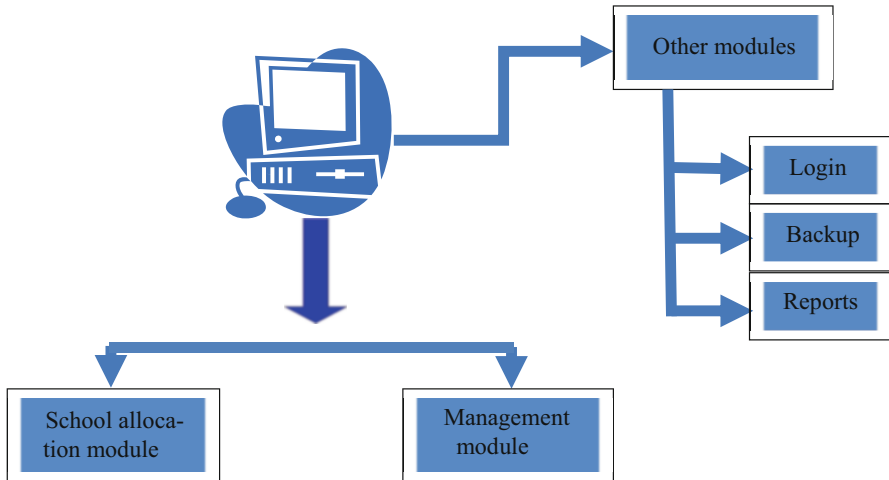 Other modules
Login
Backup
Reports
School alloca-
tion module
Management
module